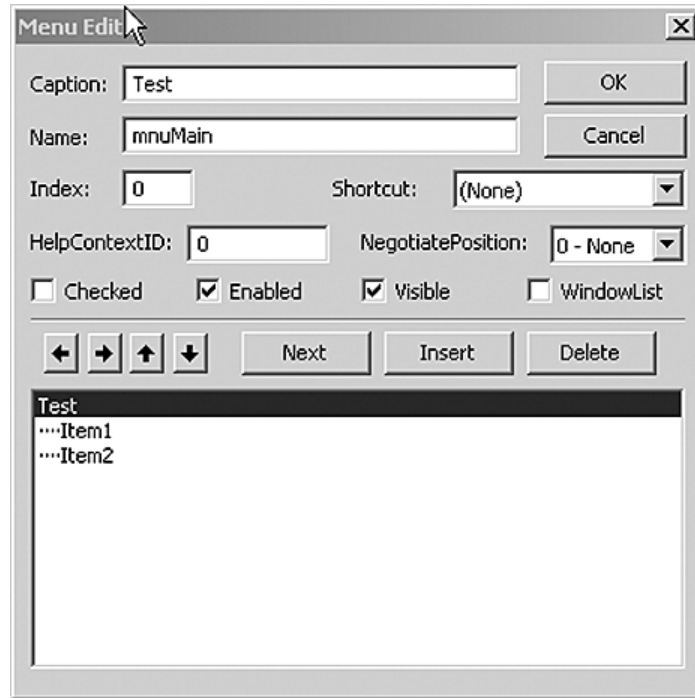 Menu Edit
Caption: Test OK
Name: mnuMain Cancel
Index: 0 Shortcut: (None)
HelpContextID: 0 NegotiatePosition: 0 - None
Checked Enabled Visible WindowList
Next Insert Delete
Test
····Item1
····Item2